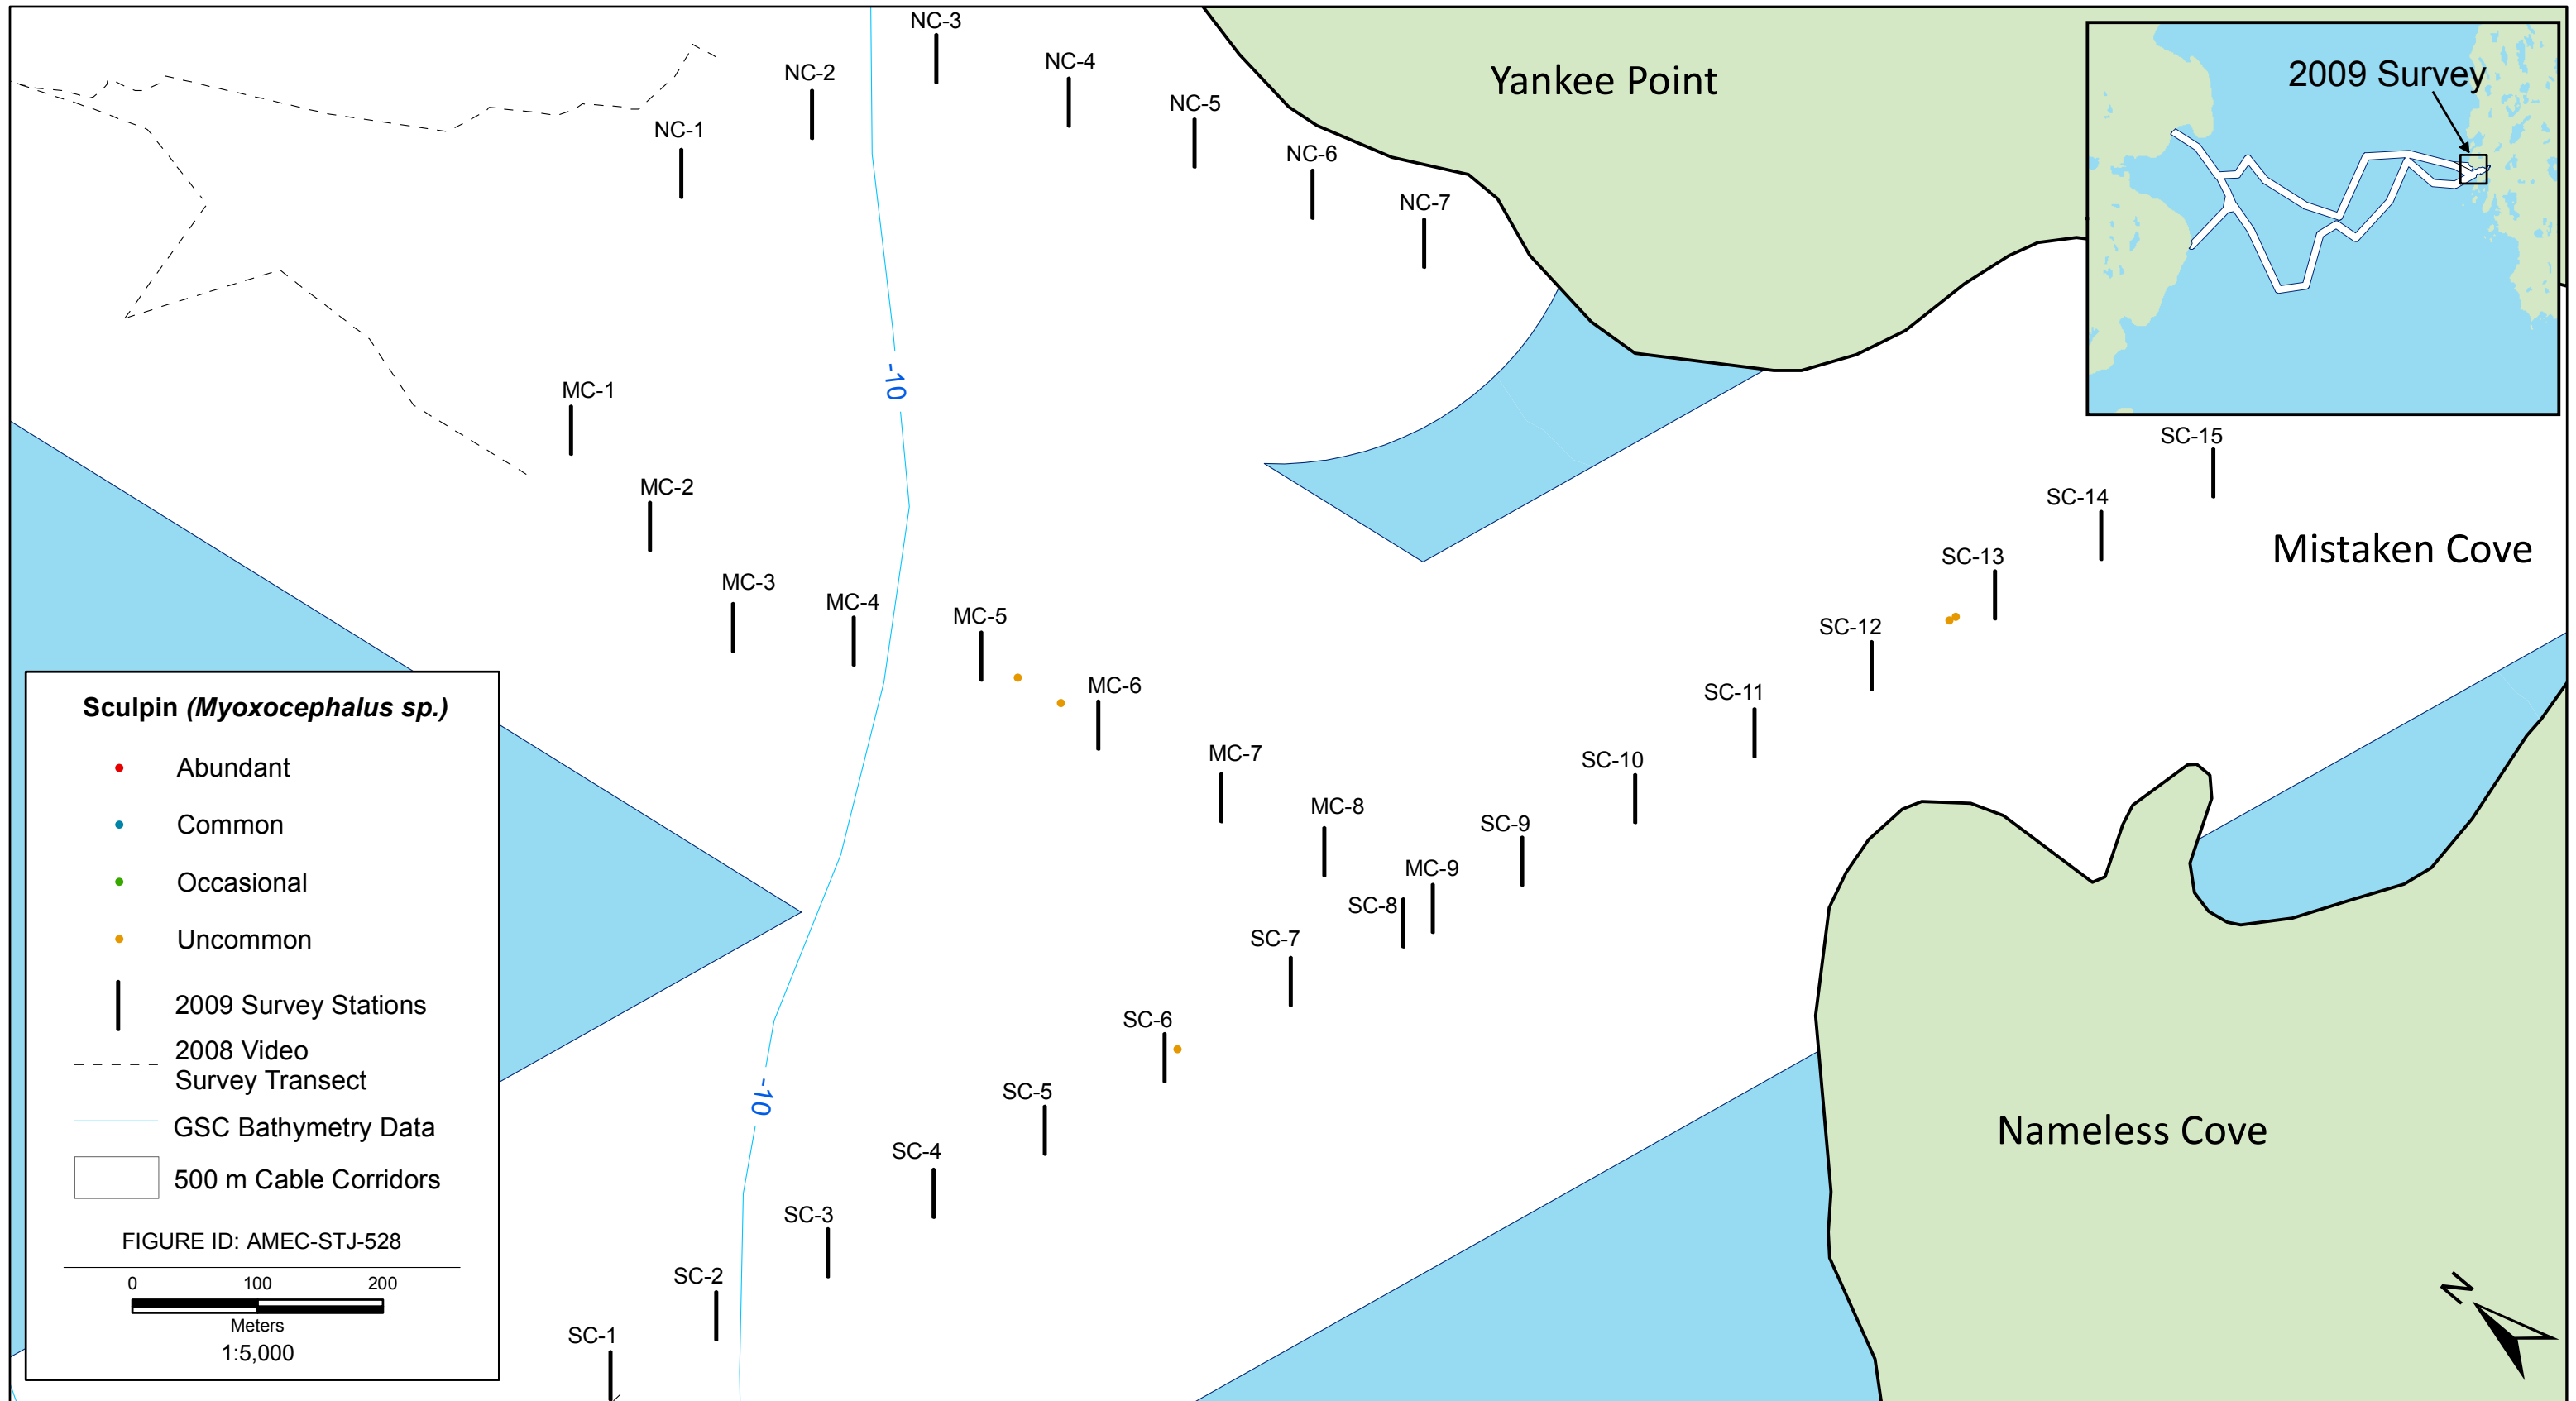 NC-3
NC-4
NC-2
NC-5
NC-1
NC-6
NC-7
Yankee Point
2009 Survey
MC-1
-10
MC-2
MC-3
MC-4
MC-5
MC-6
MC-7
MC-8
MC-9
SC-15
SC-14
SC-13
SC-12
SC-11
SC-10
SC-9
SC-8
SC-7
SC-6
SC-5
SC-4
SC-3
SC-2
SC-1
-10
Mistaken Cove
Nameless Cove
Sculpin (Myoxocephalus sp.)
Abundant
Common
Occasional
Uncommon
2009 Survey Stations
2008 Video
Survey Transect
GSC Bathymetry Data
500 m Cable Corridors
FIGURE ID: AMEC-STJ-528
0 100 200
Meters
1:5,000
N